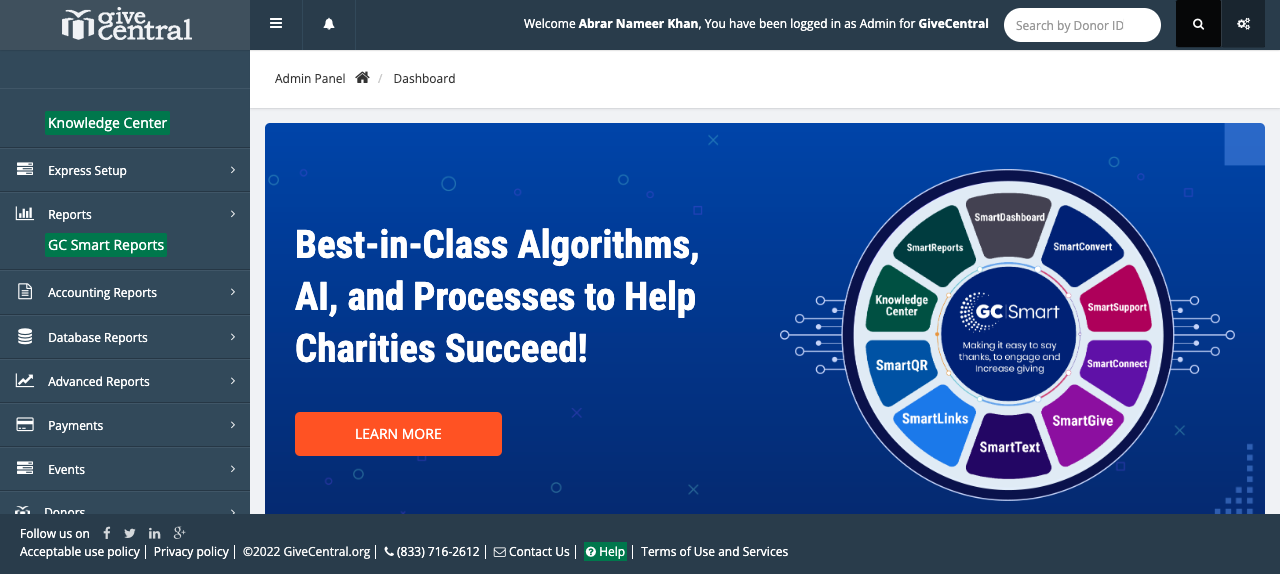 give central
Welcome Abrar Nameer Khan, You have been logged in as Admin for GiveCentral
Search by Donor ID
Admin Panel / Dashboard
Knowledge Center
Express Setup
Reports
GC Smart Reports
Accounting Reports
Database Reports
Advanced Reports
Payments
Events
Donors
Best-in-Class Algorithms,
AI, and Processes to Help
Charities Succeed!
LEARN MORE
SmartDashboard
SmartConvert
SmartSupport
SmartConnect
SmartGive
SmartText
SmartLinks
SmartQR
Knowledge
Center
SmartReports
GC Smart
Making it easy to say
thanks, to engage and
increase giving
Follow us on
Acceptable use policy | Privacy policy | ©2022 GiveCentral.org | (833) 716-2612 | Contact Us | Help | Terms of Use and Services